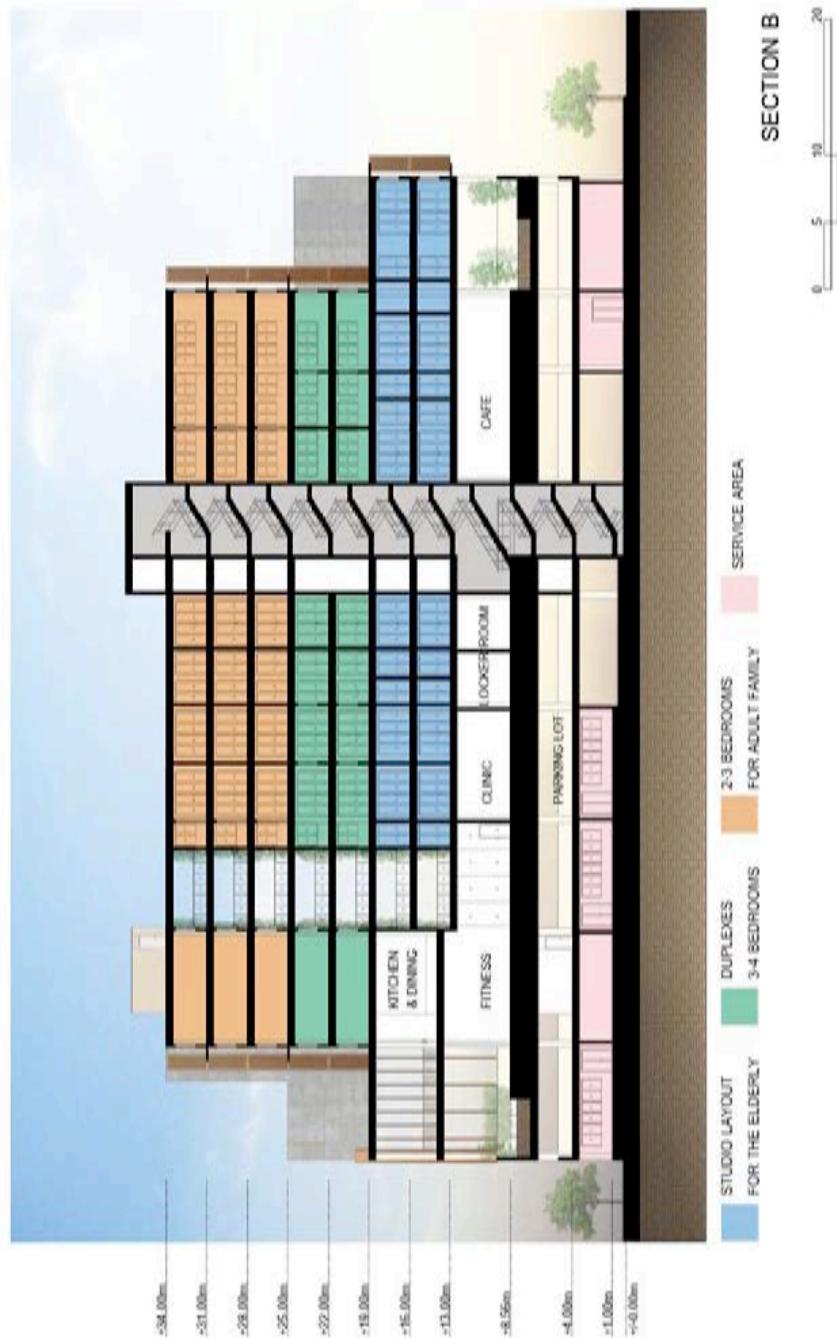 +34.00m
+31.00m
+28.00m
+25.00m
+22.00m
+19.00m
+16.00m
+13.00m
+8.56m
+4.00m
+1.00m
+/-0.00m
KITCHEN
& DINING
FITNESS
CLINIC
LOCKER ROOM
CAFE
PARKING LOT
STUDIO LAYOUT
FOR THE ELDERLY
DUPLEXES
3-4 BEDROOMS
2-3 BEDROOMS
FOR ADULT FAMILY
SERVICE AREA
SECTION B
0 5 10 20